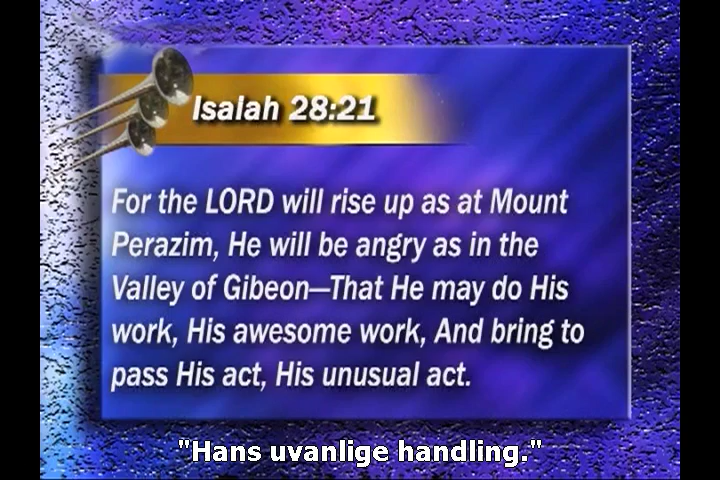 Isaiah 28:21
For the LORD will rise up as at Mount
Perazim, He will be angry as in the
Valley of Gibeon—That He may do His
work, His awesome work, And bring to
pass His act, His unusual act.
"Hans uvanlige handling."